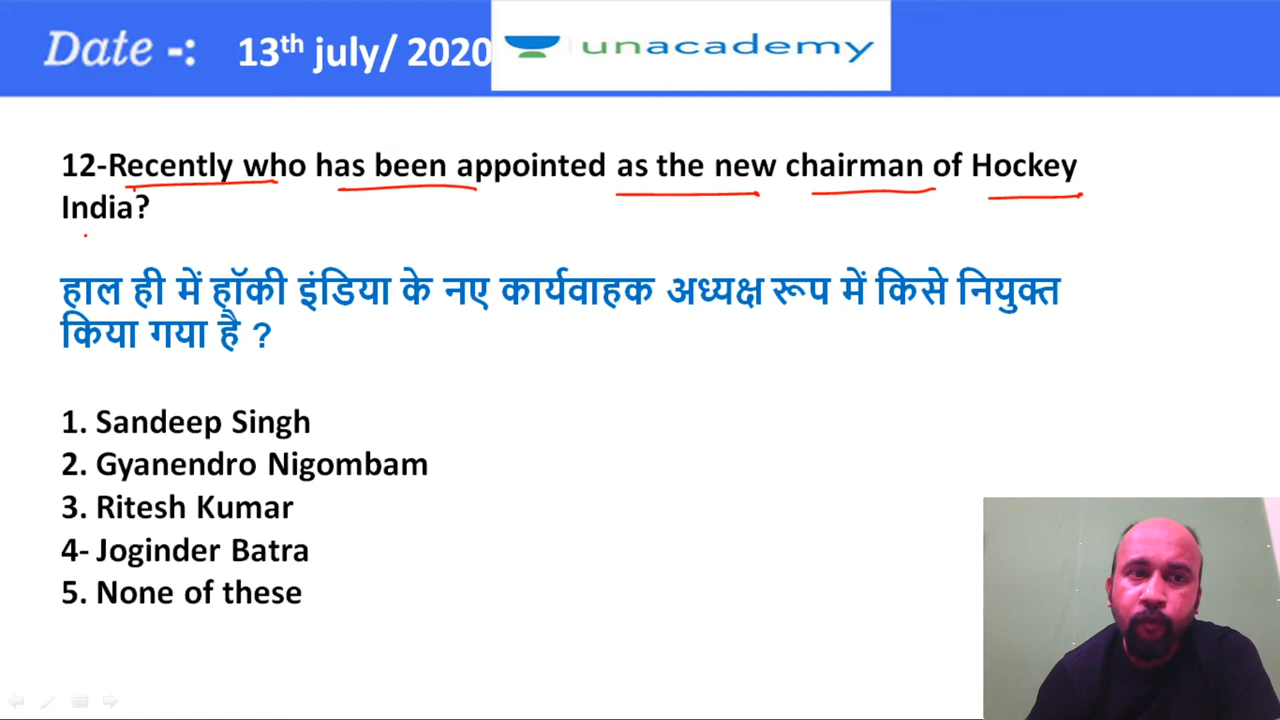 Date -: 13th july/ 2020 unacademy
12-Recently who has been appointed as the new chairman of Hockey
India?
हाल ही में हॉकी इंडिया के नए कार्यवाहक अध्यक्ष रूप में किसे नियुक्त
किया गया है ?
1. Sandeep Singh
2. Gyanendro Nigombam
3. Ritesh Kumar
4- Joginder Batra
5. None of these